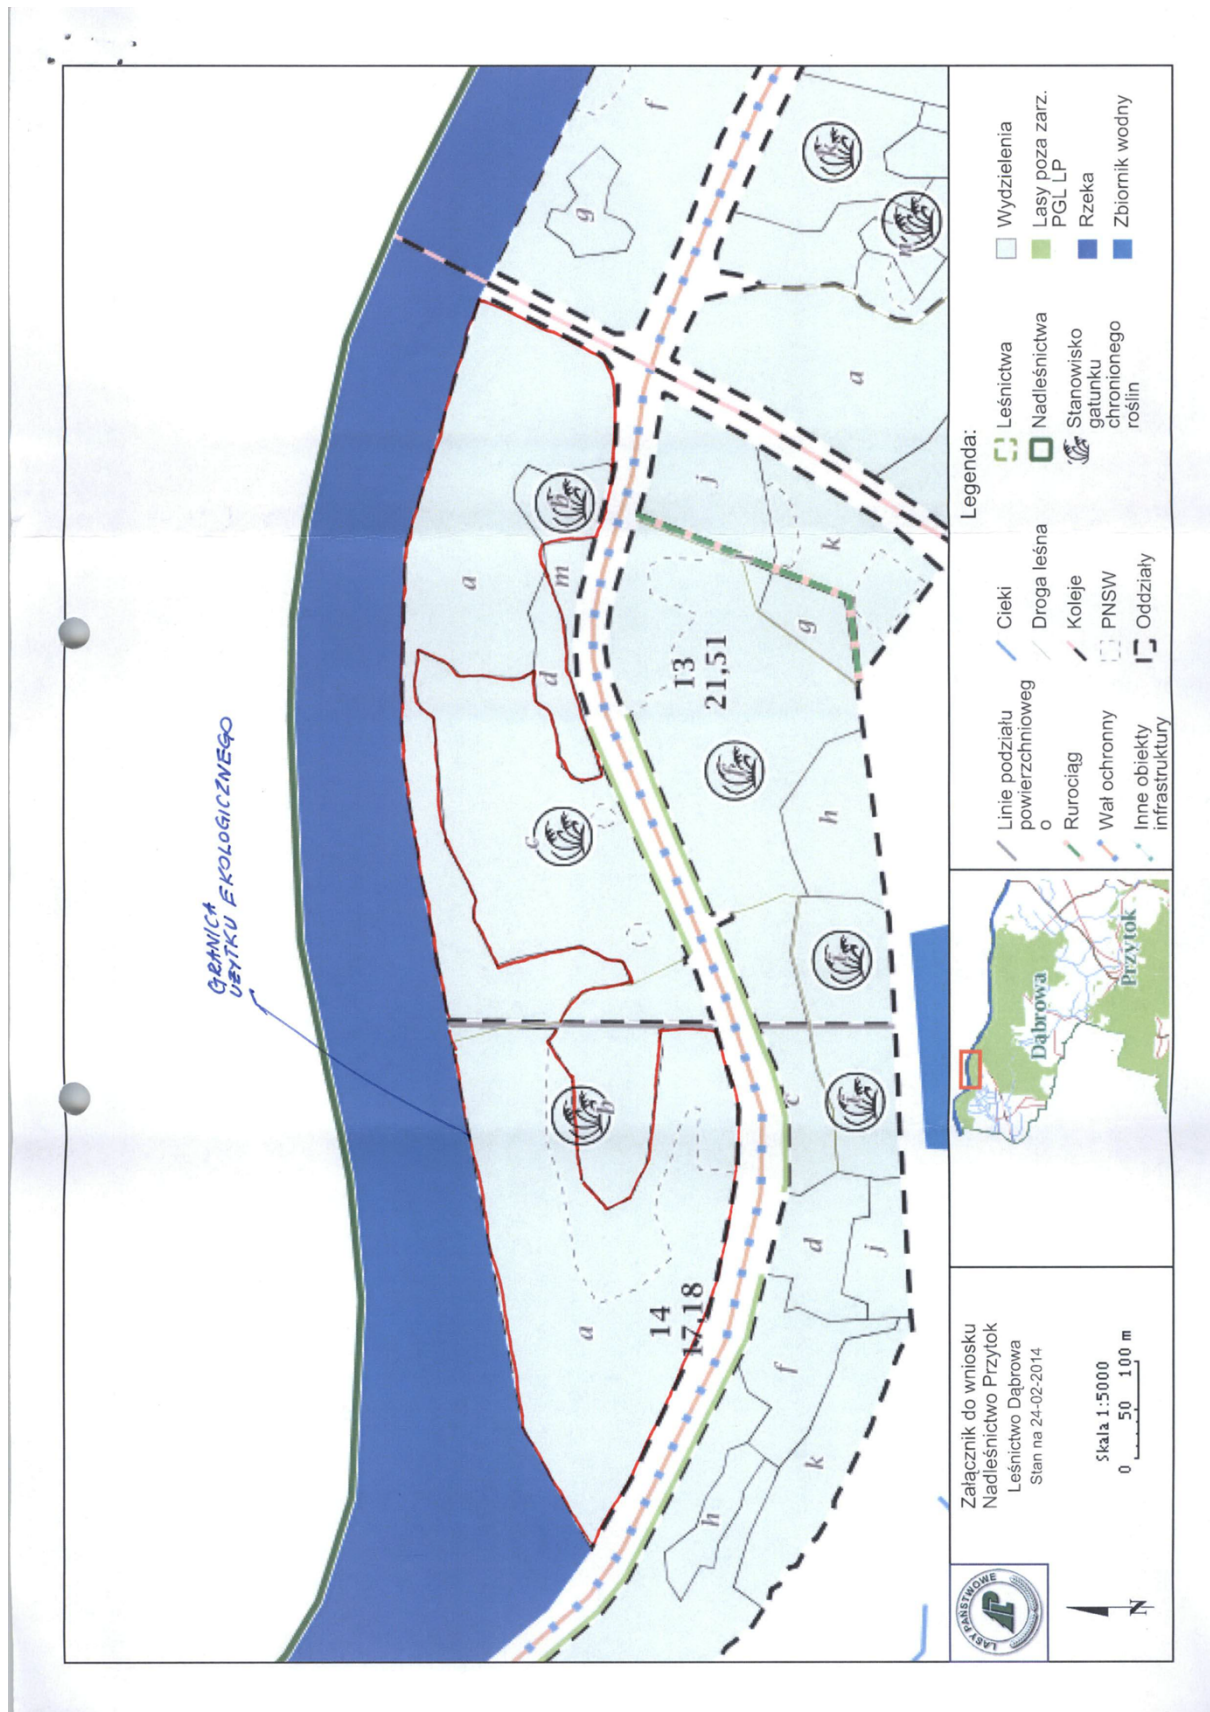 GRANICA
UŻYTKU EKOLOGICZNEGO
f
g
k
n
a
a
b
j
m
k
d
g
13
21,51
c
f
h
i
b
i
c
a
14
17,18
d
j
f
k
h
LASY PAŃSTWOWE
LP
N
Załącznik do wniosku
Nadleśnictwo Przytok
Leśnictwo Dąbrowa
Stan na 24-02-2014
Skala 1:5000
0 50 100 m
Dąbrowa
Przytok
Legenda:
Linie podziału
powierzchnioweg
o
Rurociąg
Wał ochronny
Inne obiekty
infrastruktury
Cieki
Droga leśna
Koleje
PNSW
Oddziały
Leśnictwa
Nadleśnictwa
Stanowisko
gatunku
chronionego
roślin
Wydzielenia
Lasy poza zarz.
PGL LP
Rzeka
Zbiornik wodny